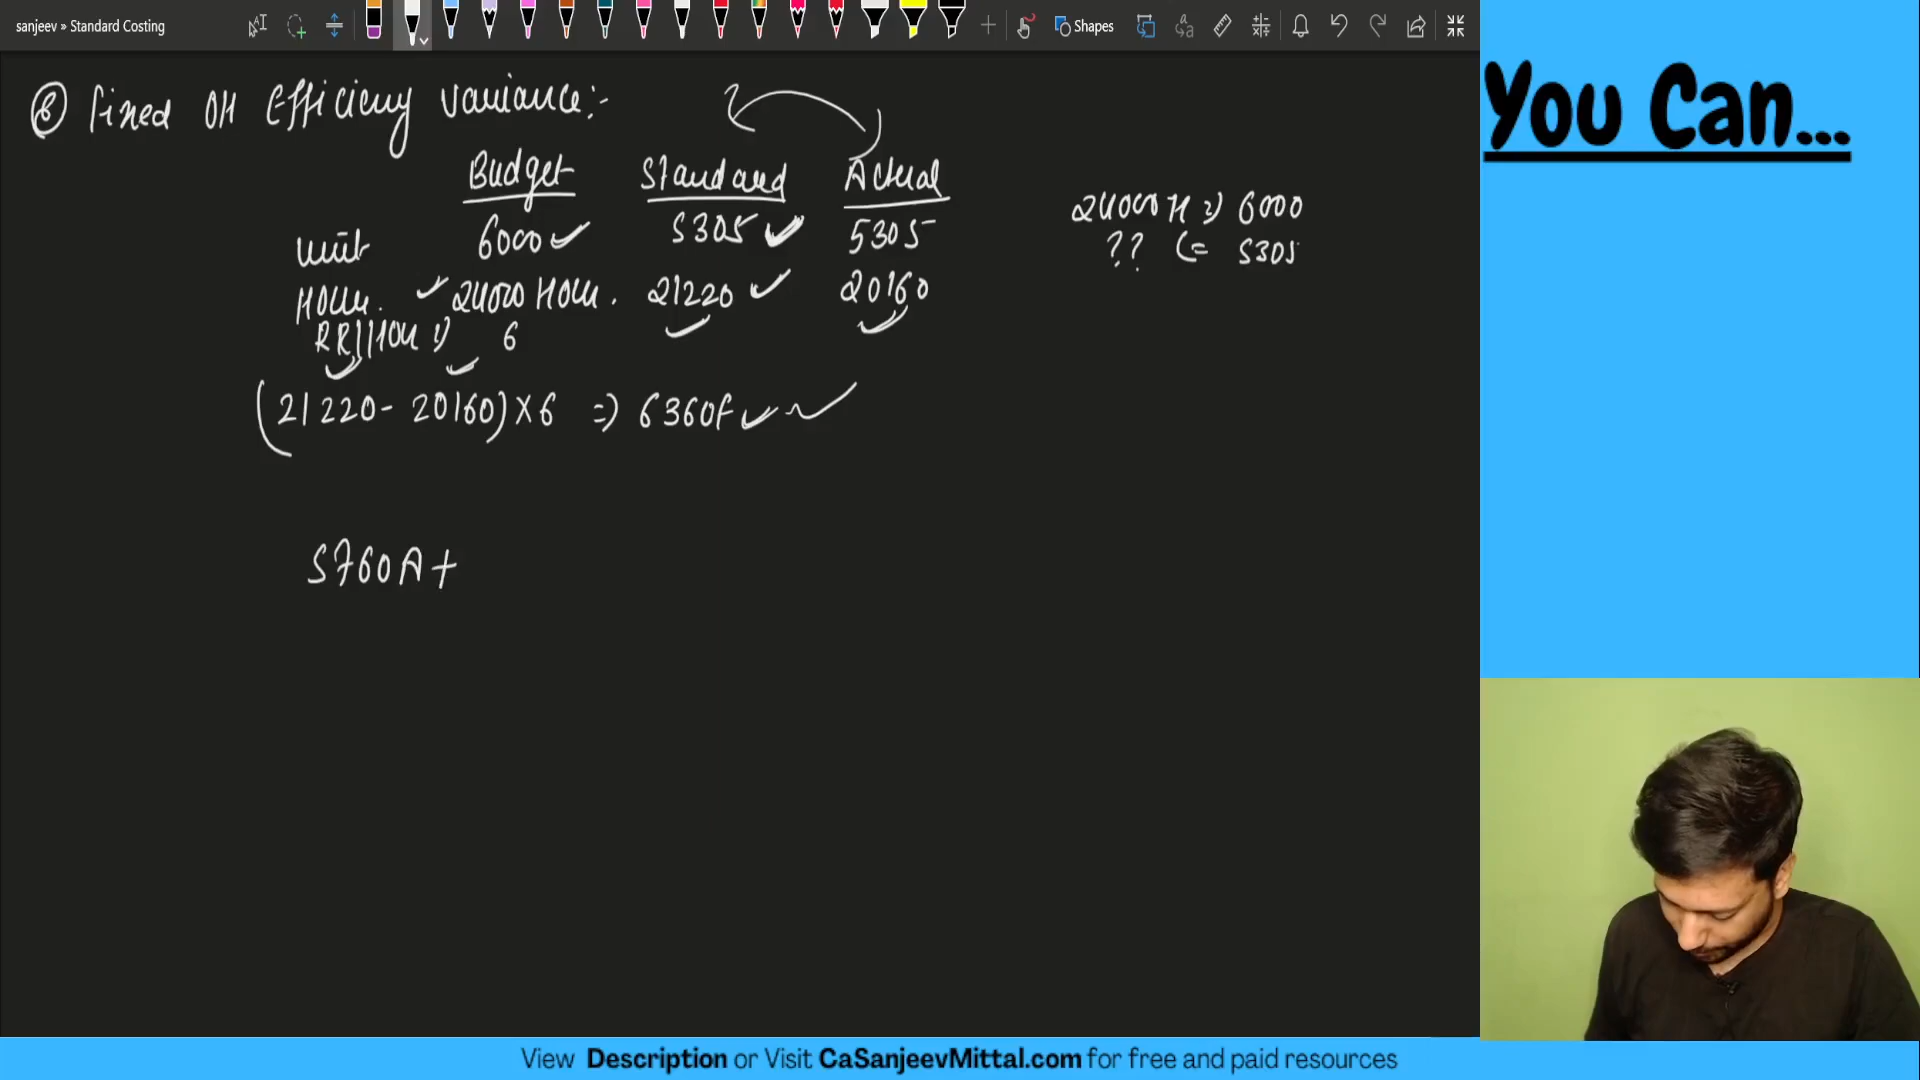 sanjeev » Standard Costing
Shapes
You Can...
⑧ fixed OH Efficiency Variance:-
Budget Standard Actual
unit 6000 ✓ 5305 ✓ 5305
Hour. ✓ 24000 Hour. 21220 ✓ 20160
RR||Hour => 6
(21220 - 20160) X 6 => 6360F ✓
24000 H => 6000
?? <= 5305
5760A +
View Description or Visit CaSanjeevMittal.com for free and paid resources